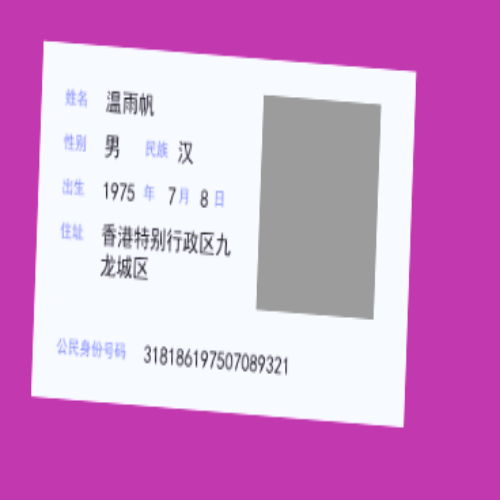 姓名 温雨帆
性别 男 民族 汉
出生 1975 年 7 月 8 日
住址 香港特别行政区九
龙城区
公民身份号码 318186197507089321